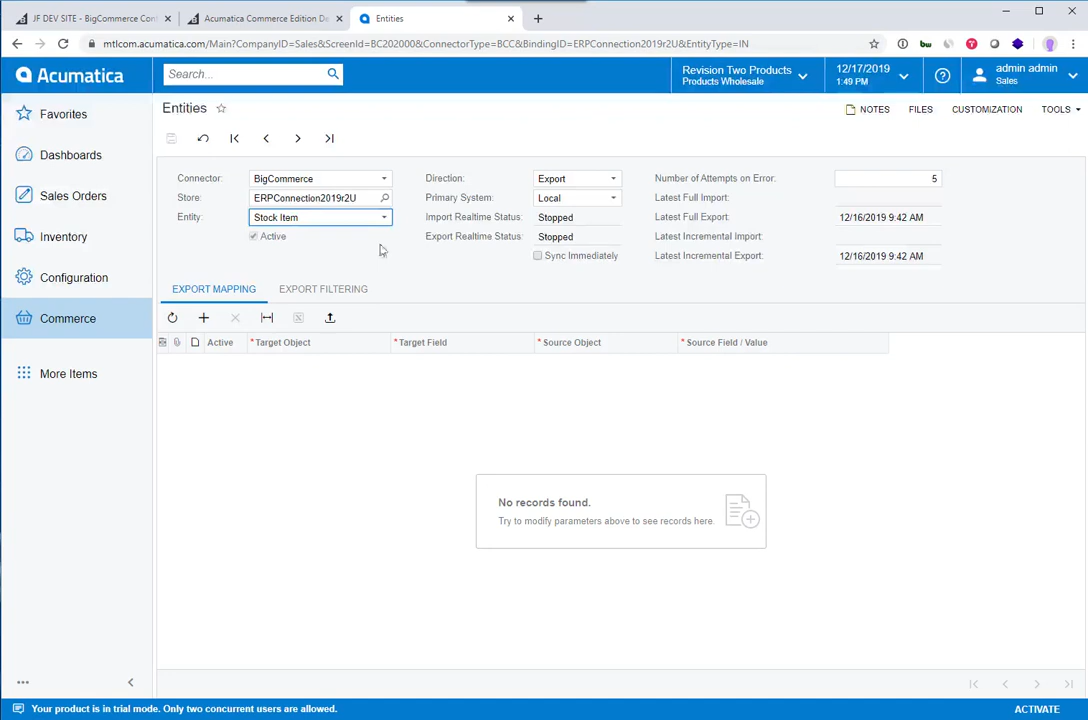 JF DEV SITE - BigCommerce Con
Acumatica Commerce Edition De
Entities
mtlcom.acumatica.com/Main?CompanyID=Sales&ScreenId=BC202000&ConnectorType=BCC&BindingID=ERPConnection2019r2U&EntityType=IN
Acumatica
Search...
Revision Two Products
Products Wholesale
12/17/2019
1:49 PM
admin admin
Sales
Favorites
Dashboards
Sales Orders
Inventory
Configuration
Commerce
More Items
Entities
NOTES FILES CUSTOMIZATION TOOLS
Connector: BigCommerce
Store: ERPConnection2019r2U
Entity: Stock Item
Active
Direction: Export
Primary System: Local
Import Realtime Status: Stopped
Export Realtime Status: Stopped
Sync Immediately
Number of Attempts on Error: 5
Latest Full Import:
Latest Full Export: 12/16/2019 9:42 AM
Latest Incremental Import:
Latest Incremental Export: 12/16/2019 9:42 AM
EXPORT MAPPING EXPORT FILTERING
Active * Target Object * Target Field * Source Object * Source Field / Value
No records found.
Try to modify parameters above to see records here.
Your product is in trial mode. Only two concurrent users are allowed. ACTIVATE